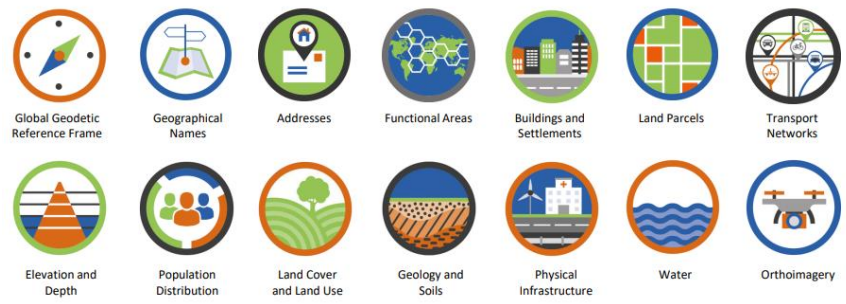 Global Geodetic
Reference Frame
Geographical
Names
Addresses
Functional Areas
Buildings and
Settlements
Land Parcels
Transport
Networks
Elevation and
Depth
Population
Distribution
Land Cover
and Land Use
Geology and
Soils
Physical
Infrastructure
Water
Orthoimagery